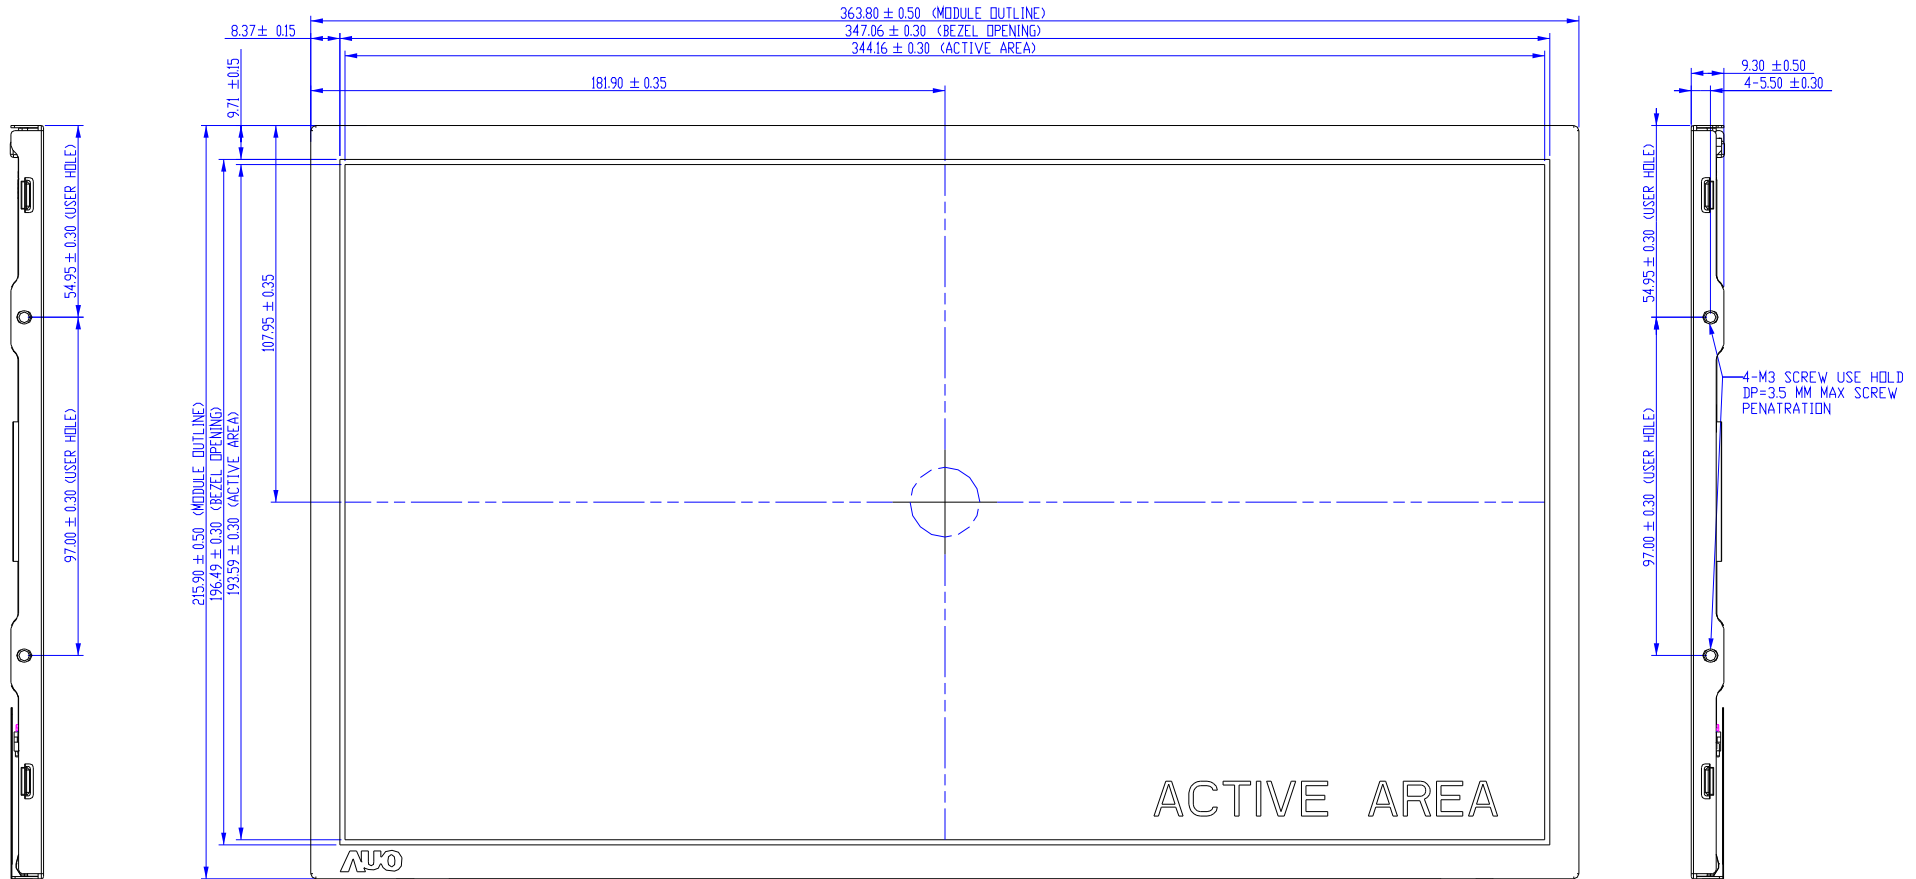 363.80 ± 0.50 (MODULE OUTLINE)
8.37± 0.15
347.06 ± 0.30 (BEZEL OPENING)
344.16 ± 0.30 (ACTIVE AREA)
181.90 ± 0.35
9.71 ±0.15
9.30 ±0.50
4-5.50 ±0.30
54.95 ± 0.30 (USER HOLE)
97.00 ± 0.30 (USER HOLE)
107.95 ± 0.35
215.90 ± 0.50 (MODULE OUTLINE)
196.49 ± 0.30 (BEZEL OPENING)
193.59 ± 0.30 (ACTIVE AREA)
54.95 ± 0.30 (USER HOLE)
97.00 ± 0.30 (USER HOLE)
4-M3 SCREW USE HOLD
DP=3.5 MM MAX SCREW
PENATRATION
ACTIVE AREA
AUO